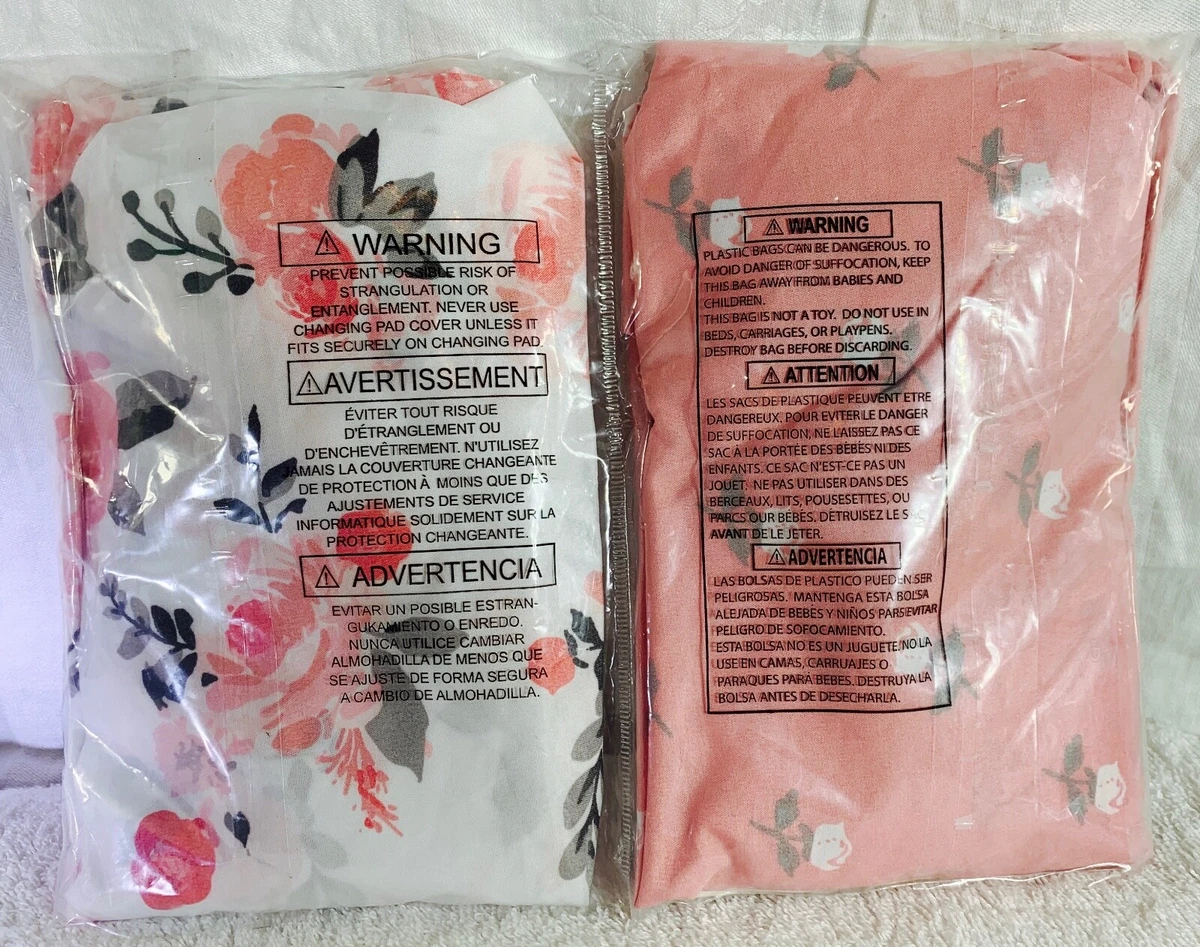 ⚠ WARNING
PREVENT POSSIBLE RISK OF
STRANGULATION OR
ENTANGLEMENT. NEVER USE
CHANGING PAD COVER UNLESS IT
FITS SECURELY ON CHANGING PAD.
⚠ AVERTISSEMENT
ÉVITER TOUT RISQUE
D'ÉTRANGLEMENT OU
D'ENCHEVÊTREMENT. N'UTILISEZ
JAMAIS LA COUVERTURE CHANGEANTE
DE PROTECTION À MOINS QUE DES
AJUSTEMENTS DE SERVICE
INFORMATIQUE SOLIDEMENT SUR LA
PROTECTION CHANGEANTE.
⚠ ADVERTENCIA
EVITAR UN POSIBLE ESTRAN-
GUKAMIENTO O ENREDO.
NUNCA UTILICE CAMBIAR
ALMOHADILLA DE MENOS QUE
SE AJUSTE DE FORMA SEGURA
A CAMBIO DE ALMOHADILLA.
⚠ WARNING
PLASTIC BAGS CAN BE DANGEROUS. TO
AVOID DANGER OF SUFFOCATION, KEEP
THIS BAG AWAY FROM BABIES AND
CHILDREN.
THIS BAG IS NOT A TOY. DO NOT USE IN
BEDS, CARRIAGES, OR PLAYPENS.
DESTROY BAG BEFORE DISCARDING.
⚠ ATTENTION
LES SACS DE PLASTIQUE PEUVENT ETRE
DANGEREUX. POUR EVITER LE DANGER
DE SUFFOCATION, NE LAISSEZ PAS CE
SAC À LA PORTÉE DES BÉBÉS NI DES
ENFANTS. CE SAC N'EST-CE PAS UN
JOUET. NE PAS UTILISER DANS DES
BERCEAUX, LITS, POUSESETTES, OU
PARCS OUR BÉBÉS. DÉTRUISEZ LE
AVANT DE LE JETER.
⚠ ADVERTENCIA
LAS BOLSAS DE PLASTICO PUEDEN SER
PELIGROSAS. MANTENGA ESTA BOLSA
ALEJADA DE BEBÉS Y NIÑOS PARS EVITAR
PELIGRO DE SOFOCAMIENTO.
ESTA BOLSA NO ES UN JUGUETE. NO LA
USE EN CAMAS, CARRUAJES O
PARAQUES PARA BEBÉS. DESTRUYA LA
BOLSA ANTES DE DESECHARLA.